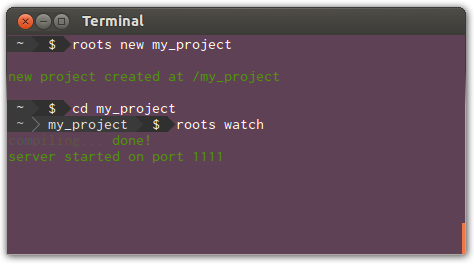 Terminal
~ $ roots new my_project
new project created at /my_project
~ $ cd my_project
~ my_project $ roots watch
compiling done!
server started on port 1111